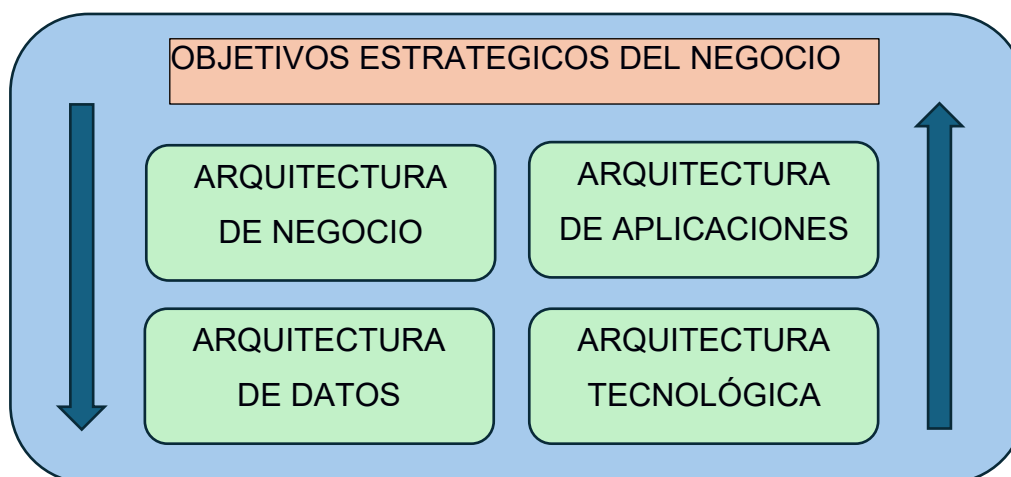 OBJETIVOS ESTRATEGICOS DEL NEGOCIO
ARQUITECTURA
DE NEGOCIO
ARQUITECTURA
DE APLICACIONES
ARQUITECTURA
DE DATOS
ARQUITECTURA
TECNOLÓGICA